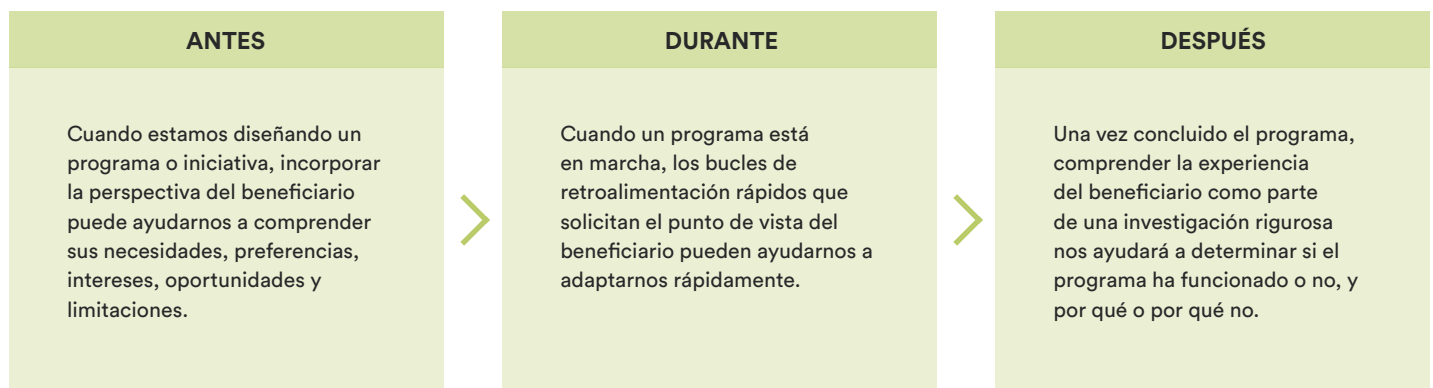 ANTES
Cuando estamos diseñando un
programa o iniciativa, incorporar
la perspectiva del beneficiario
puede ayudarnos a comprender
sus necesidades, preferencias,
intereses, oportunidades y
limitaciones.
DURANTE
Cuando un programa está
en marcha, los bucles de
retroalimentación rápidos que
solicitan el punto de vista del
beneficiario pueden ayudarnos a
adaptarnos rápidamente.
DESPUÉS
Una vez concluido el programa,
comprender la experiencia
del beneficiario como parte
de una investigación rigurosa
nos ayudará a determinar si el
programa ha funcionado o no, y
por qué o por qué no.